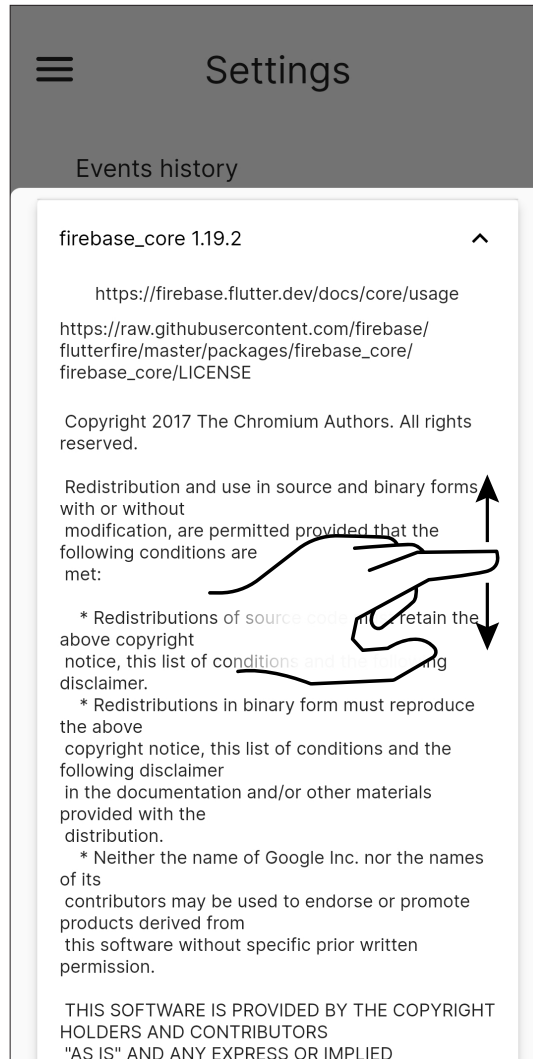 Settings
Events history
firebase_core 1.19.2
https://firebase.flutter.dev/docs/core/usage
https://raw.githubusercontent.com/firebase/
flutterfire/master/packages/firebase_core/
firebase_core/LICENSE
Copyright 2017 The Chromium Authors. All rights
reserved.
Redistribution and use in source and binary forms,
with or without
modification, are permitted provided that the
following conditions are
met:
* Redistributions of source code must retain the
above copyright
notice, this list of conditions and the following
disclaimer.
* Redistributions in binary form must reproduce
the above
copyright notice, this list of conditions and the
following disclaimer
in the documentation and/or other materials
provided with the
distribution.
* Neither the name of Google Inc. nor the names
of its
contributors may be used to endorse or promote
products derived from
this software without specific prior written
permission.
THIS SOFTWARE IS PROVIDED BY THE COPYRIGHT
HOLDERS AND CONTRIBUTORS
"AS IS" AND ANY EXPRESS OR IMPLIED